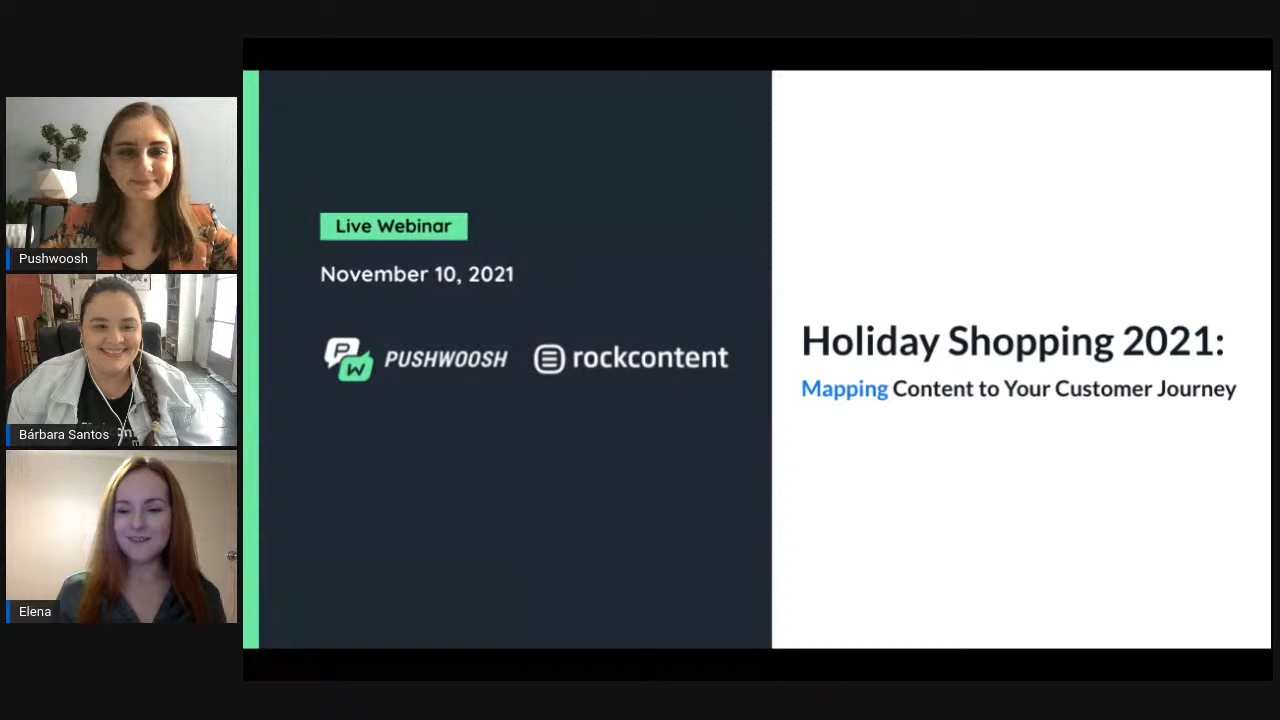 Pushwoosh
Bárbara Santos
Elena
Live Webinar
November 10, 2021
PW PUSHWOOSH
rockcontent
Holiday Shopping 2021:
Mapping Content to Your Customer Journey